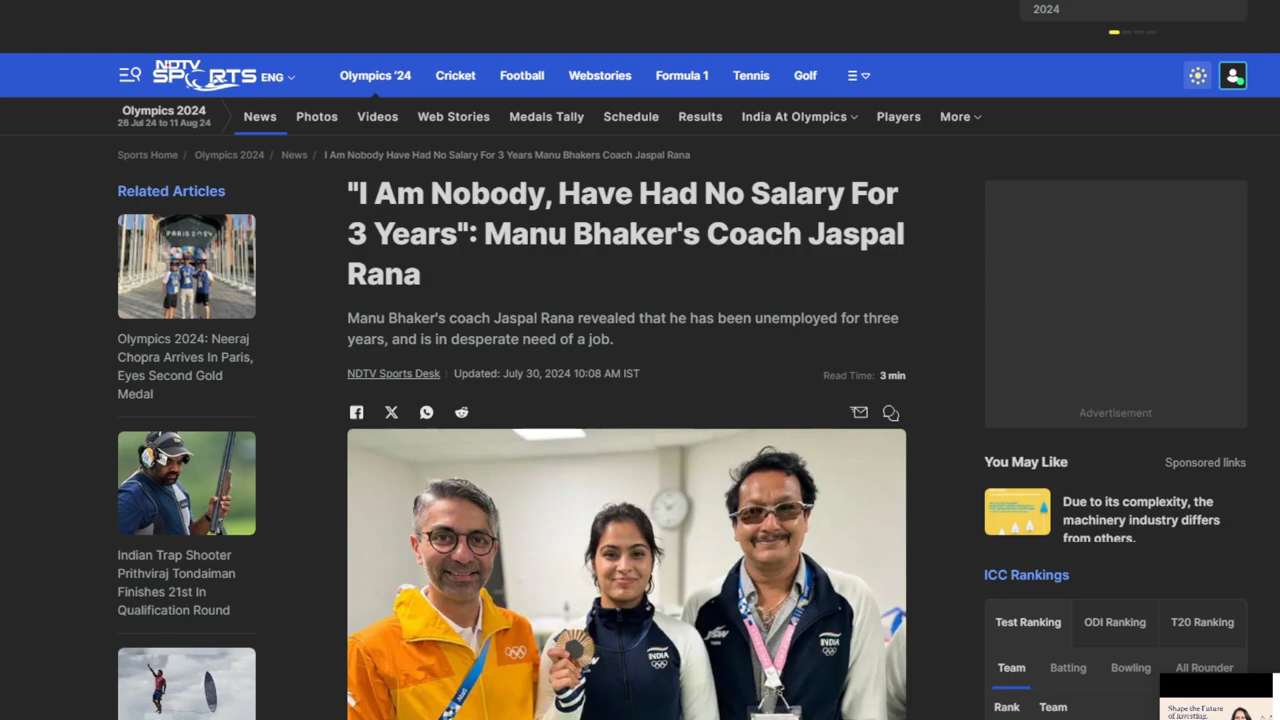 2024
NDTV
SPORTS
ENG
Olympics '24
Cricket
Football
Webstories
Formula 1
Tennis
Golf
Olympics 2024
26 Jul 24 to 11 Aug 24
News
Photos
Videos
Web Stories
Medals Tally
Schedule
Results
India At Olympics
Players
More
Sports Home / Olympics 2024 / News / I Am Nobody Have Had No Salary For 3 Years Manu Bhakers Coach Jaspal Rana
Related Articles
PARIS 2024
Olympics 2024: Neeraj
Chopra Arrives In Paris,
Eyes Second Gold
Medal
Indian Trap Shooter
Prithviraj Tondaiman
Finishes 21st In
Qualification Round
"I Am Nobody, Have Had No Salary For
3 Years": Manu Bhaker's Coach Jaspal
Rana
Manu Bhaker's coach Jaspal Rana revealed that he has been unemployed for three
years, and is in desperate need of a job.
NDTV Sports Desk
Updated: July 30, 2024 10:08 AM IST
Read Time: 3 min
INDIA
JSW
INDIA
Advertisement
You May Like
Sponsored links
Due to its complexity, the
machinery industry differs
from others.
ICC Rankings
Test Ranking
ODI Ranking
T20 Ranking
Team
Batting
Bowling
All Rounder
Rank
Team
Shape the Future
of Investing.